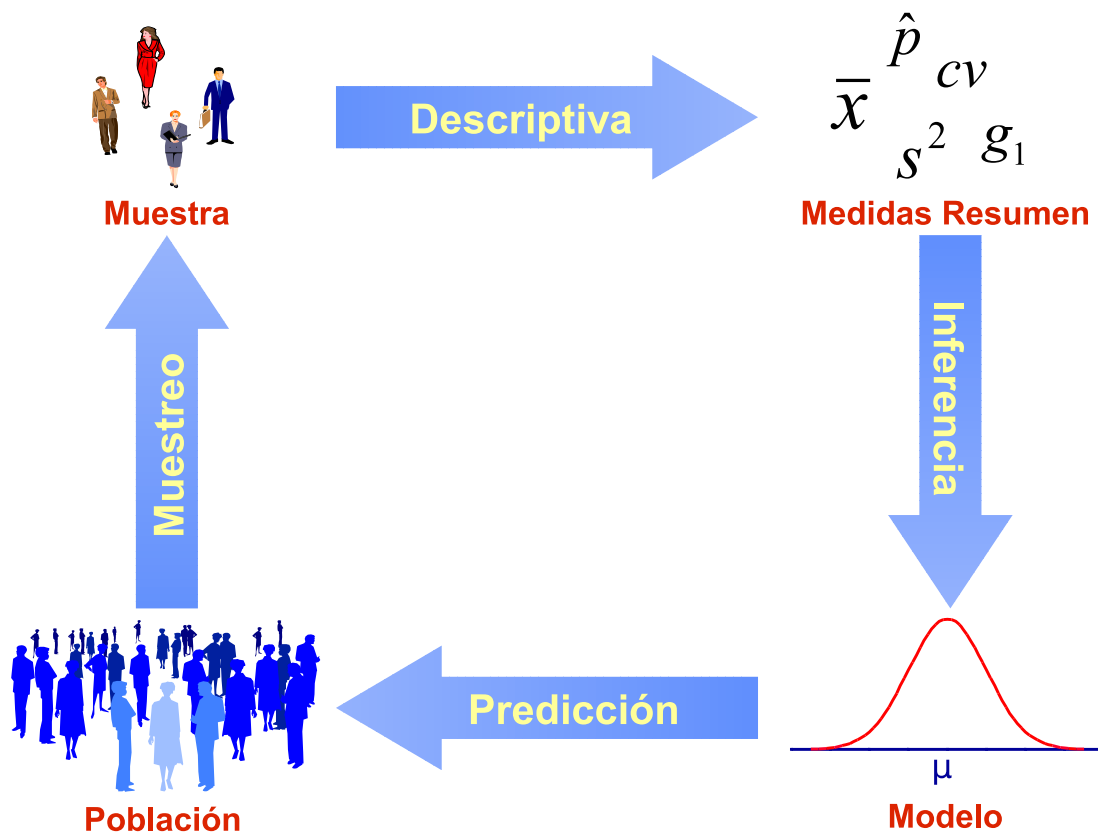 Descriptiva
p̂
x̄
cv
s²
g₁
Muestra
Medidas Resumen
Muestreo
Inferencia
Predicción
μ
Población
Modelo